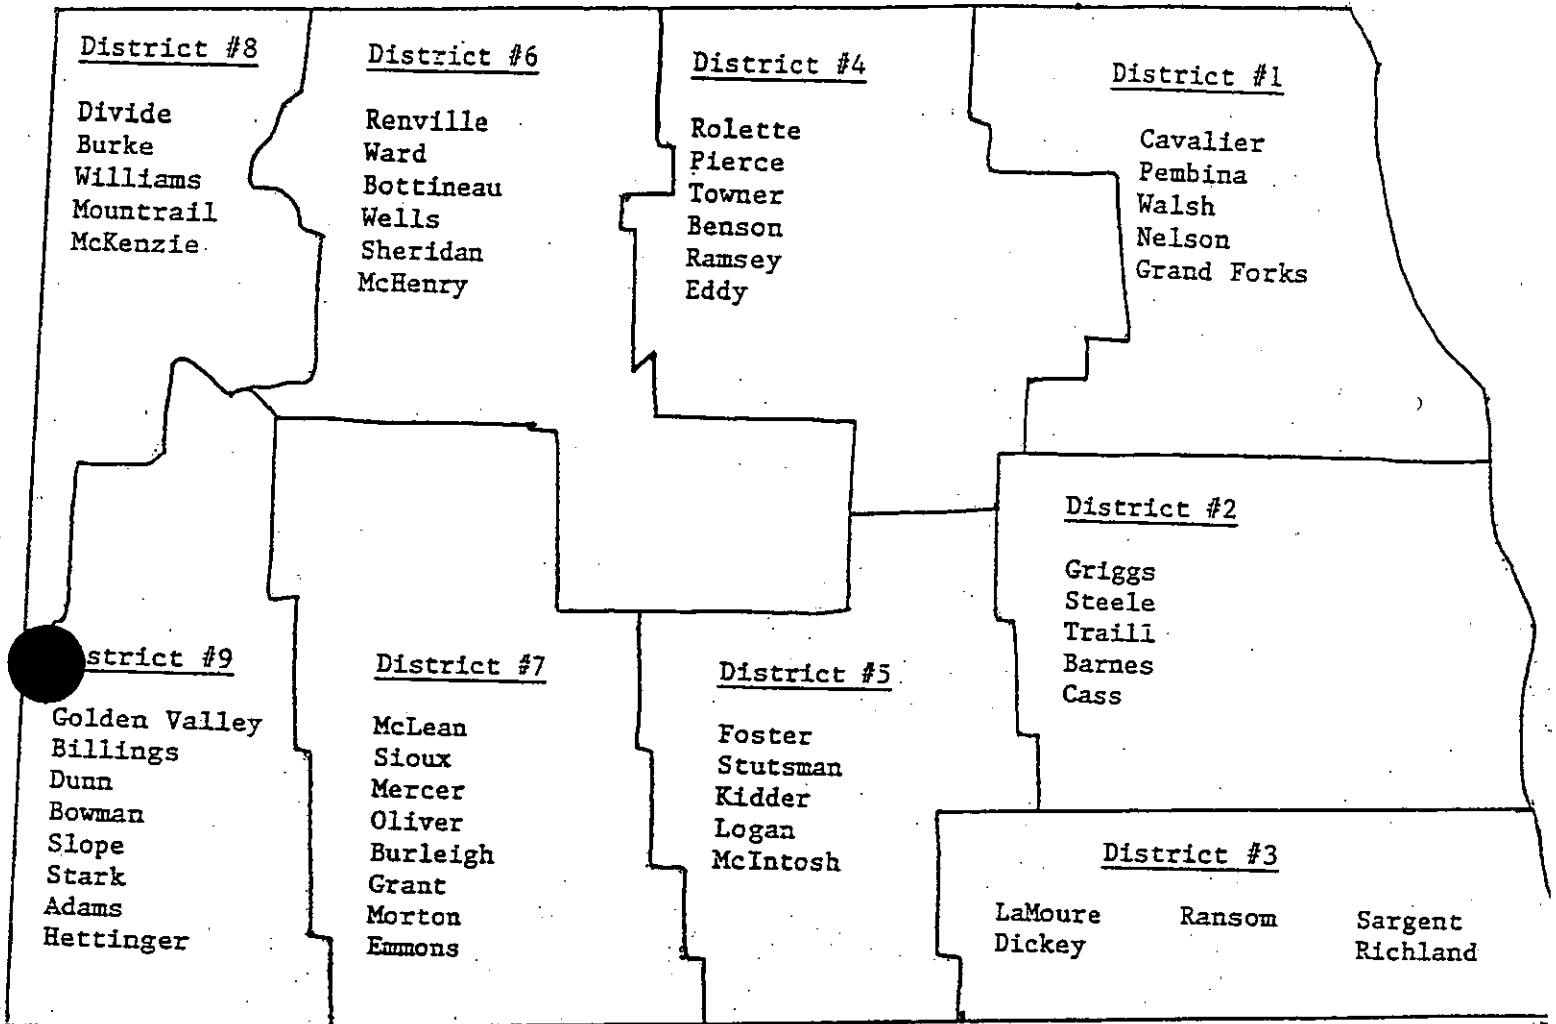 District #8
Divide
Burke
Williams
Mountrail
McKenzie
District #6
Renville
Ward
Bottineau
Wells
Sheridan
McHenry
District #4
Rolette
Pierce
Towner
Benson
Ramsey
Eddy
District #1
Cavalier
Pembina
Walsh
Nelson
Grand Forks
District #2
Griggs
Steele
Traill
Barnes
Cass
strict #9
Golden Valley
Billings
Dunn
Bowman
Slope
Stark
Adams
Hettinger
District #7
McLean
Sioux
Mercer
Oliver
Burleigh
Grant
Morton
Emmons
District #5
Foster
Stutsman
Kidder
Logan
McIntosh
District #3
LaMoure Ransom Sargent
Dickey Richland